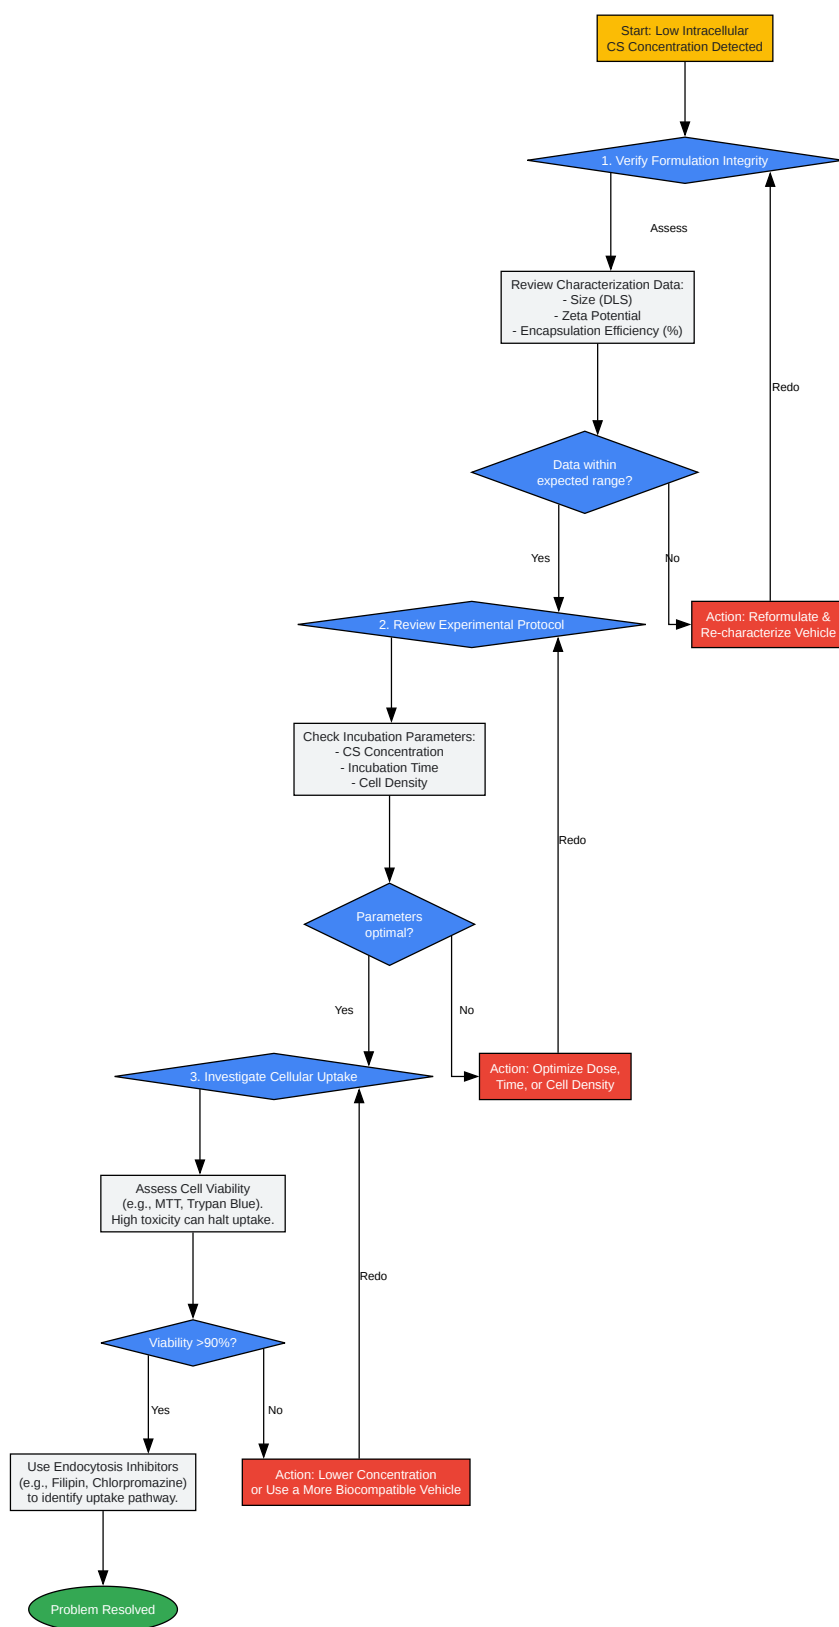 Start: Low Intracellular
CS Concentration Detected
1. Verify Formulation Integrity
Assess
Review Characterization Data:
- Size (DLS)
- Zeta Potential
- Encapsulation Efficiency (%)
Redo
Data within
expected range?
Yes
No
Action: Reformulate &
Re-characterize Vehicle
2. Review Experimental Protocol
Check Incubation Parameters:
- CS Concentration
- Incubation Time
- Cell Density
Redo
Parameters
optimal?
Yes
No
Action: Optimize Dose,
Time, or Cell Density
3. Investigate Cellular Uptake
Assess Cell Viability
(e.g., MTT, Trypan Blue).
High toxicity can halt uptake.
Redo
Viability >90%?
Yes
No
Use Endocytosis Inhibitors
(e.g., Filipin, Chlorpromazine)
to identify uptake pathway.
Action: Lower Concentration
or Use a More Biocompatible Vehicle
Problem Resolved